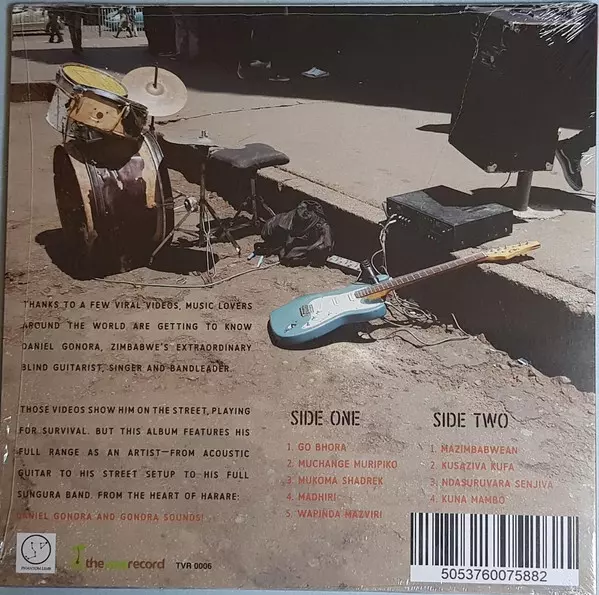 THANKS TO A FEW VIRAL VIDEOS, MUSIC LOVERS
AROUND THE WORLD ARE GETTING TO KNOW
DANIEL GONORA, ZIMBABWE'S EXTRAORDINARY
BLIND GUITARIST, SINGER AND BANDLEADER.
THOSE VIDEOS SHOW HIM ON THE STREET, PLAYING
FOR SURVIVAL. BUT THIS ALBUM FEATURES HIS
FULL RANGE AS AN ARTIST—FROM ACOUSTIC
GUITAR TO HIS STREET SETUP TO HIS FULL
SUNGURA BAND. FROM THE HEART OF HARARE:
DANIEL GONORA AND GONORA SOUNDS!
SIDE ONE
1. GO BHORA
2. MUCHANGE MURIPIKO
3. MUKOMA SHADREK
4. MADHIRI
5. WAPINDA MAZVIRI
SIDE TWO
1. MAZIMBABWEAN
2. KUSAZIVA KUFA
3. NDASURUVARA SENJIVA
4. KUNA MAMBO
the record
TVR 0006
5053760075882